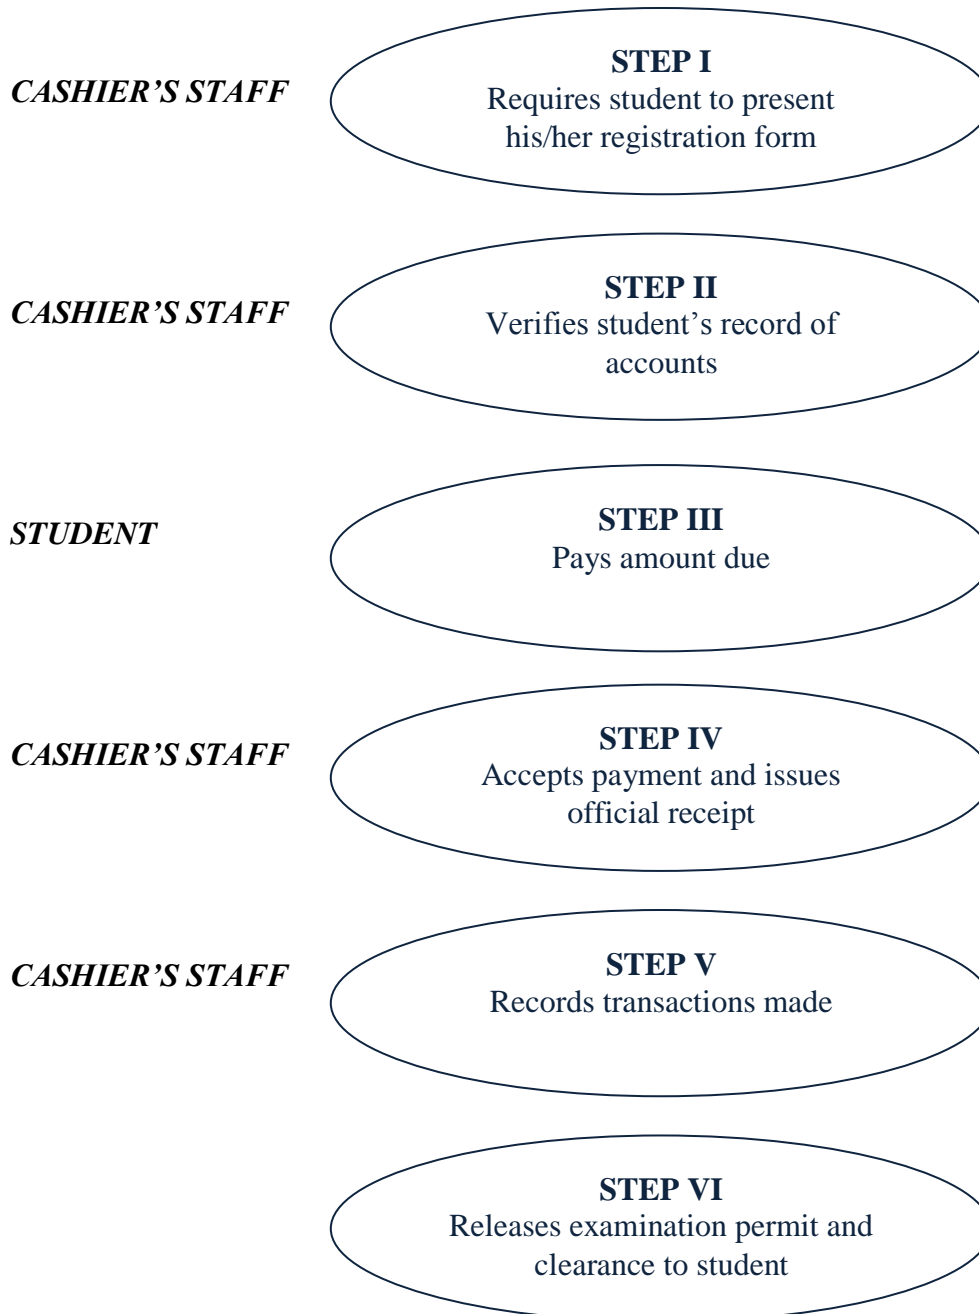 CASHIER’S STAFF
STEP I
Requires student to present
his/her registration form
CASHIER’S STAFF
STEP II
Verifies student’s record of
accounts
STUDENT
STEP III
Pays amount due
CASHIER’S STAFF
STEP IV
Accepts payment and issues
official receipt
CASHIER’S STAFF
STEP V
Records transactions made
STEP VI
Releases examination permit and
clearance to student